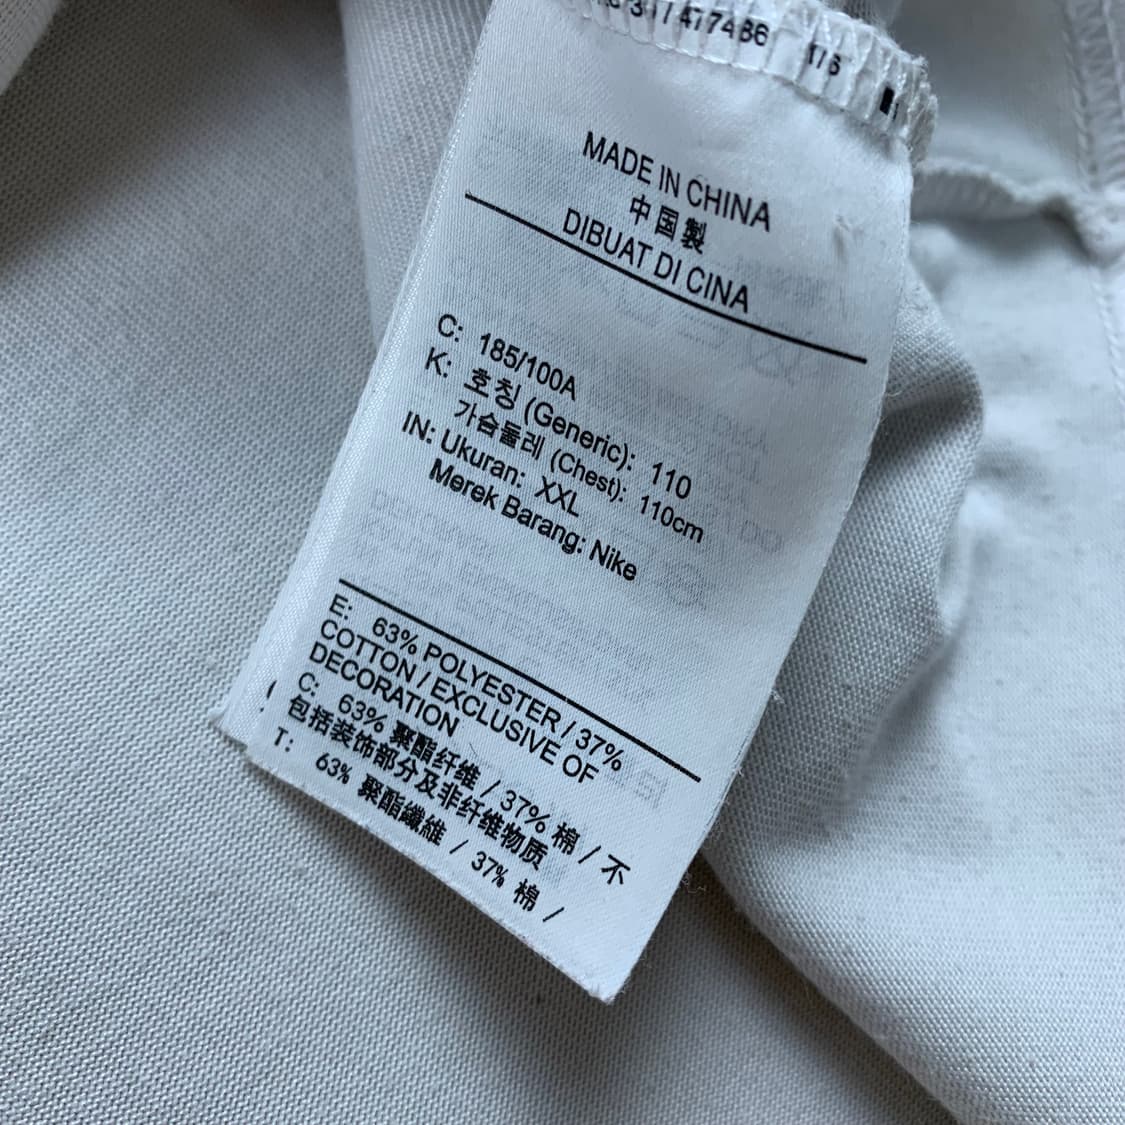 MADE IN CHINA
中国製
DIBUAT DI CINA
C: 185/100A
K: 호칭 (Generic): 110
가슴둘레 (Chest): 110cm
IN: Ukuran: XXL
Merek Barang: Nike
E: 63% POLYESTER / 37%
COTTON / EXCLUSIVE OF
DECORATION
C: 63% 聚酯纤维 / 37% 棉 / 不
包括装饰部分及非纤维物质
T: 63% 聚酯纖維 / 37% 棉 /